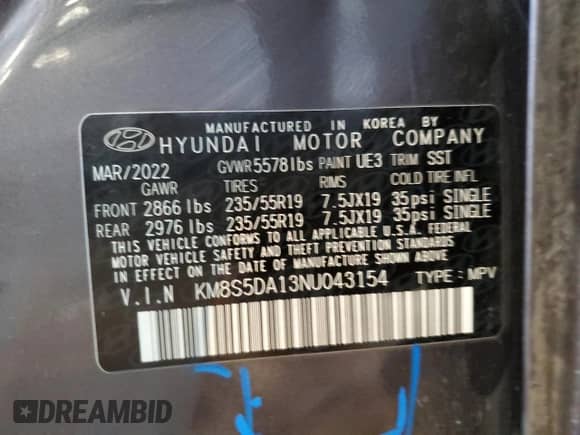 MANUFACTURED IN KOREA BY
HYUNDAI MOTOR COMPANY
MAR/2022 GVWR 5578 lbs PAINT UE3 TRIM SST
GAWR TIRES RIMS COLD TIRE INFL
FRONT 2866 lbs 235/55R19 7.5JX19 35psi SINGLE
REAR 2976 lbs 235/55R19 7.5JX19 35psi SINGLE
THIS VEHICLE CONFORMS TO ALL APPLICABLE U.S.A. FEDERAL
MOTOR VEHICLE SAFETY AND THEFT PREVENTION STANDARDS
IN EFFECT ON THE DATE OF MANUFACTURE SHOWN ABOVE.
V.I.N KM8S5DA13NU043154 TYPE : MPV
DREAMBID